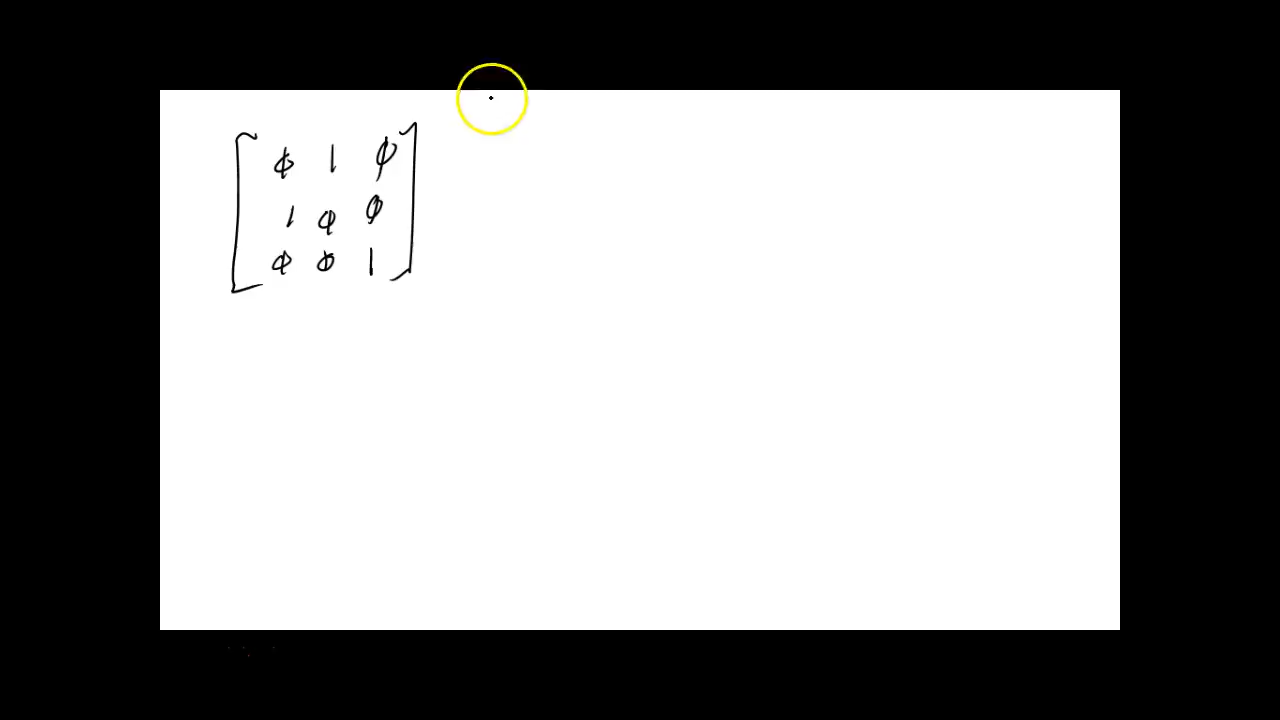 [ φ 1 φ ]
[ 1 φ φ ]
[ φ φ 1 ]